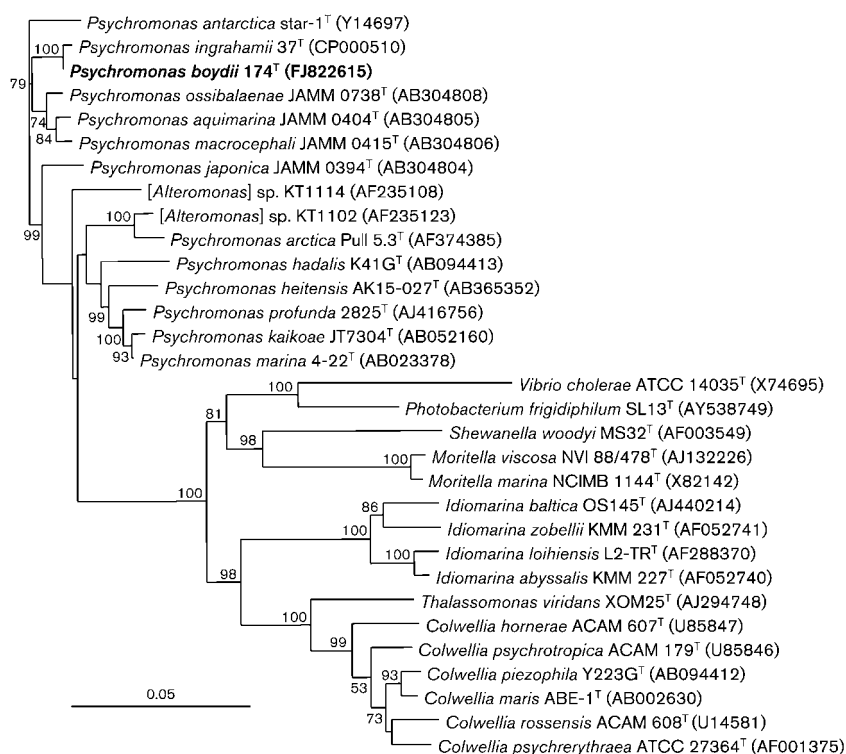 Psychromonas antarctica star-1ᵀ (Y14697)
100 Psychromonas ingrahamii 37ᵀ (CP000510)
Psychromonas boydii 174ᵀ (FJ822615)
79
Psychromonas ossibalaenae JAMM 0738ᵀ (AB304808)
74 Psychromonas aquimarina JAMM 0404ᵀ (AB304805)
84 Psychromonas macrocephali JAMM 0415ᵀ (AB304806)
Psychromonas japonica JAMM 0394ᵀ (AB304804)
[Alteromonas] sp. KT1114 (AF235108)
100 [Alteromonas] sp. KT1102 (AF235123)
99 Psychromonas arctica Pull 5.3ᵀ (AF374385)
Psychromonas hadalis K41Gᵀ (AB094413)
Psychromonas heitensis AK15-027ᵀ (AB365352)
99 Psychromonas profunda 2825ᵀ (AJ416756)
100 Psychromonas kaikoae JT7304ᵀ (AB052160)
93 Psychromonas marina 4-22ᵀ (AB023378)
100 Vibrio cholerae ATCC 14035ᵀ (X74695)
Photobacterium frigidiphilum SL13ᵀ (AY538749)
81
Shewanella woodyi MS32ᵀ (AF003549)
98
100 Moritella viscosa NVI 88/478ᵀ (AJ132226)
Moritella marina NCIMB 1144ᵀ (X82142)
100
86 Idiomarina baltica OS145ᵀ (AJ440214)
Idiomarina zobellii KMM 231ᵀ (AF052741)
100
100 Idiomarina loihiensis L2-TRᵀ (AF288370)
Idiomarina abyssalis KMM 227ᵀ (AF052740)
98
Thalassomonas viridans XOM25ᵀ (AJ294748)
100
Colwellia hornerae ACAM 607ᵀ (U85847)
99
Colwellia psychrotropica ACAM 179ᵀ (U85846)
53 93 Colwellia piezophila Y223Gᵀ (AB094412)
Colwellia maris ABE-1ᵀ (AB002630)
0.05
73 Colwellia rossensis ACAM 608ᵀ (U14581)
Colwellia psychrerythraea ATCC 27364ᵀ (AF001375)